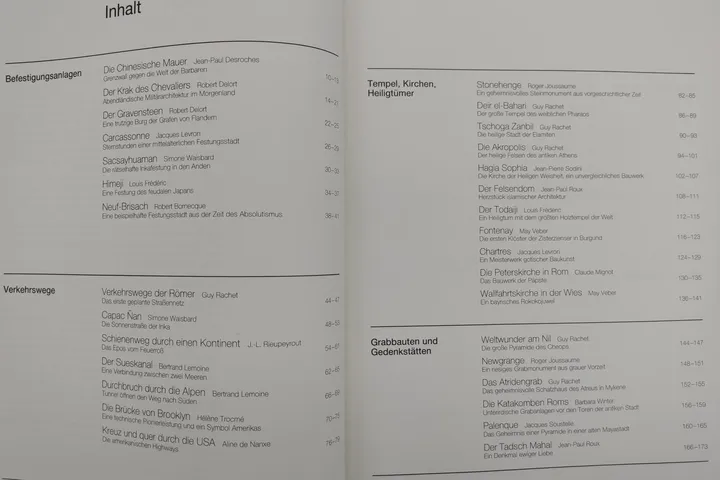 Inhalt
Befestigungsanlagen
Die Chinesische Mauer Jean-Paul Desroches
Grenzwall gegen die Welt der Barbaren
Der Krak des Chevaliers Robert Delort
Abendländische Militärarchitektur im Morgenland
14–21
Der Gravensteen Robert Delort
Eine trutzige Burg der Grafen von Flandern
22–25
Carcassonne Jacques Levron
Sternstunden einer mittelalterlichen Festungsstadt
26–29
Sacsayhuaman Simone Waisbard
Die rätselhafte Inkafestung in den Anden
30–33
Himeji Louis Frédéric
Eine Festung des feudalen Japans
34–37
Neuf-Brisach Robert Bornecque
Eine beispielhafte Festungsstadt aus der Zeit des Absolutismus
38–41
Verkehrswege
Verkehrswege der Römer Guy Rachet
Das erste geplante Straßennetz
44–47
Capac Ñan Simone Waisbard
Die Sonnenstraße der Inka
48–53
Schienenweg durch einen Kontinent J.-L. Rieupeyrout
Das Epos vom Feuerroß
54–61
Der Sueskanal Bertrand Lemoine
Eine Verbindung zwischen zwei Meeren
62–65
Durchbruch durch die Alpen Bertrand Lemoine
Tunnel öffnen den Weg nach Süden
66–69
Die Brücke von Brooklyn Hélène Trocmé
Eine technische Pionierleistung und ein Symbol Amerikas
70–75
Kreuz und quer durch die USA Aline de Nanxe
Die amerikanischen Highways
76–79
Tempel, Kirchen,
Heiligtümer
Stonehenge Roger Joussaume
Ein geheimnisvolles Steinmonument aus vorgeschichtlicher Zeit
82–85
Deir el-Bahari Guy Rachet
Der große Tempel des weiblichen Pharaos
86–89
Tschoga Zanbil Guy Rachet
Die heilige Stadt der Elamiten
90–93
Die Akropolis Guy Rachet
Der heilige Felsen des antiken Athens
94–101
Hagia Sophia Jean-Pierre Sodini
Die Kirche der Heiligen Weisheit, ein unvergleichliches Bauwerk
102–107
Der Felsendom Jean-Paul Roux
Herzstück islamischer Architektur
108–111
Der Todaiji Louis Frédéric
Ein Heiligtum mit dem größten Holztempel der Welt
112–115
Fontenay May Veber
Die ersten Klöster der Zisterzienser in Burgund
116–123
Chartres Jacques Levron
Ein Meisterwerk gotischer Baukunst
124–129
Die Peterskirche in Rom Claude Mignot
Das Bauwerk der Päpste
130–135
Wallfahrtskirche in der Wies May Veber
Ein bayrisches Rokokojuwel
136–141
Grabbauten und
Gedenkstätten
Weltwunder am Nil Guy Rachet
Die große Pyramide des Cheops
144–147
Newgrange Roger Joussaume
Ein riesiges Grabmonument aus grauer Vorzeit
148–151
Das Atridengrab Guy Rachet
Das geheimnisvolle Schatzhaus des Atreus in Mykene
152–155
Die Katakomben Roms Barbara Winter
Unterirdische Grabanlagen vor den Toren der antiken Stadt
156–159
Palenque Jacques Soustelle
Das Geheimnis einer Pyramide in einer alten Mayastadt
160–165
Der Tadsch Mahal Jean-Paul Roux
Ein Denkmal ewiger Liebe
166–173